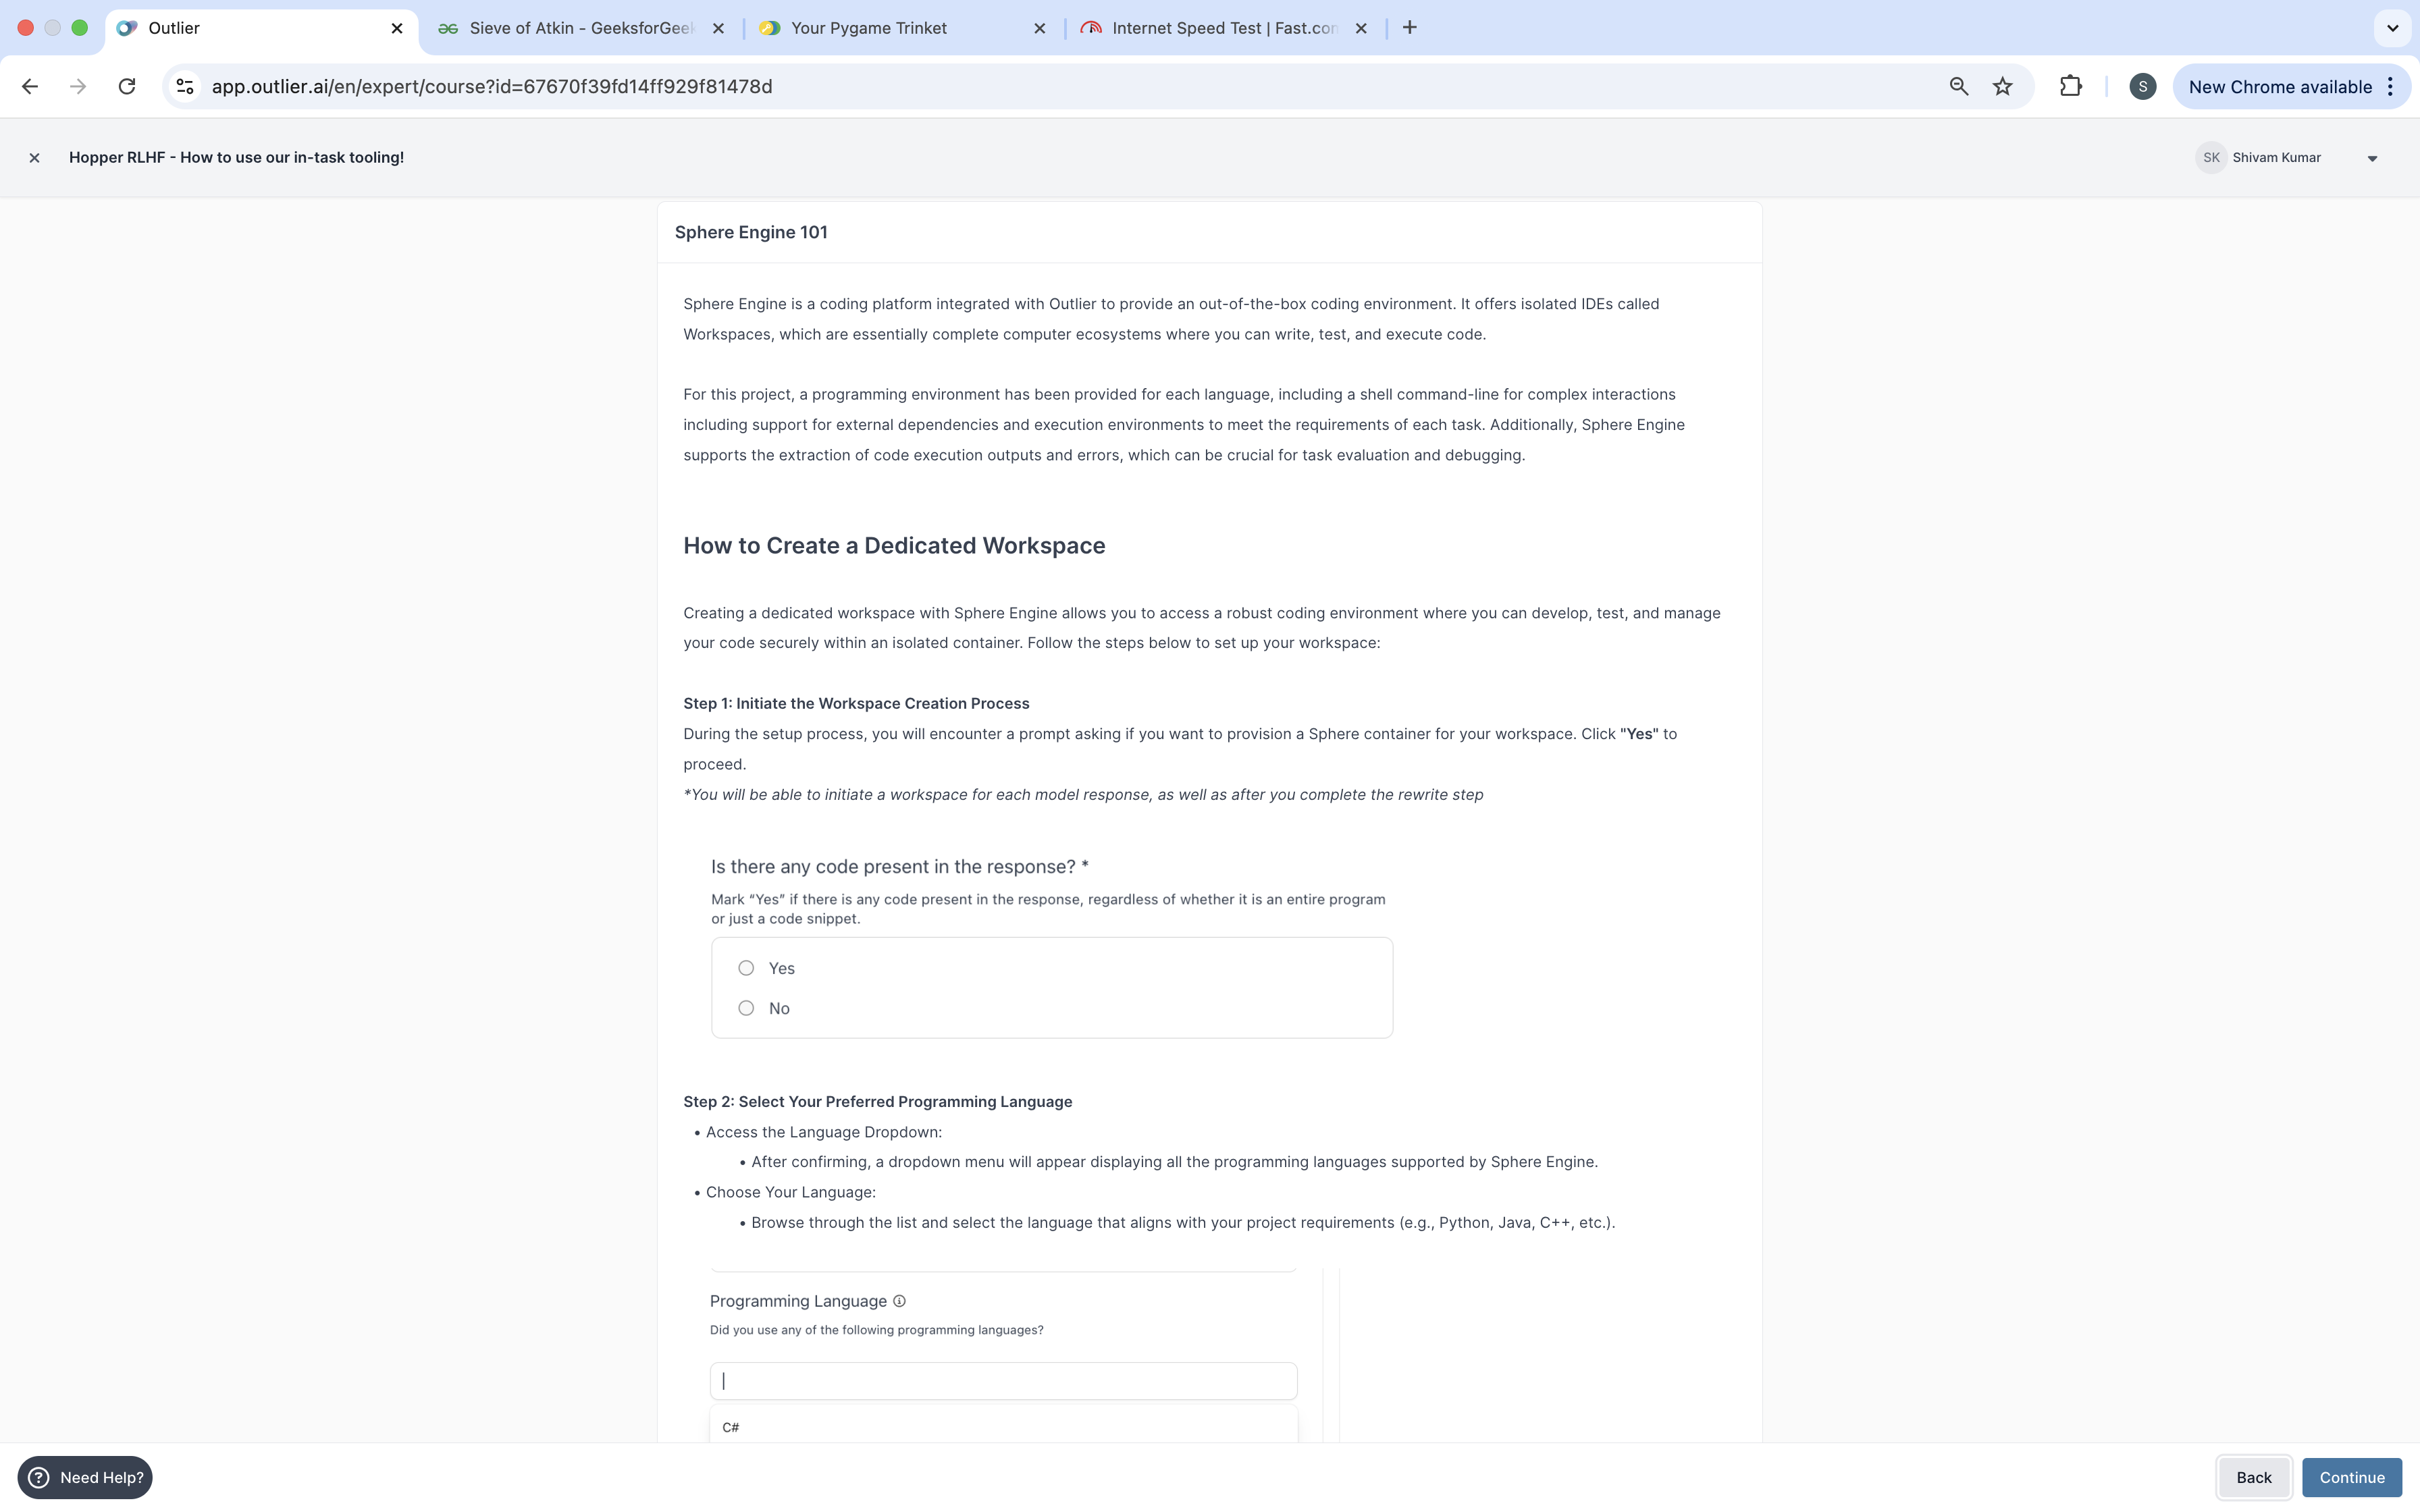 Outlier
Sieve of Atkin - GeeksforGeek
Your Pygame Trinket
Internet Speed Test | Fast.com
app.outlier.ai/en/expert/course?id=67670f39fd14ff929f81478d
S
New Chrome available
Hopper RLHF - How to use our in-task tooling!
SK
Shivam Kumar
Sphere Engine 101
Sphere Engine is a coding platform integrated with Outlier to provide an out-of-the-box coding environment. It offers isolated IDEs called
Workspaces, which are essentially complete computer ecosystems where you can write, test, and execute code.
For this project, a programming environment has been provided for each language, including a shell command-line for complex interactions
including support for external dependencies and execution environments to meet the requirements of each task. Additionally, Sphere Engine
supports the extraction of code execution outputs and errors, which can be crucial for task evaluation and debugging.
How to Create a Dedicated Workspace
Creating a dedicated workspace with Sphere Engine allows you to access a robust coding environment where you can develop, test, and manage
your code securely within an isolated container. Follow the steps below to set up your workspace:
Step 1: Initiate the Workspace Creation Process
During the setup process, you will encounter a prompt asking if you want to provision a Sphere container for your workspace. Click "Yes" to
proceed.
*You will be able to initiate a workspace for each model response, as well as after you complete the rewrite step
Is there any code present in the response? *
Mark “Yes” if there is any code present in the response, regardless of whether it is an entire program
or just a code snippet.
Yes
No
Step 2: Select Your Preferred Programming Language
• Access the Language Dropdown:
• After confirming, a dropdown menu will appear displaying all the programming languages supported by Sphere Engine.
• Choose Your Language:
• Browse through the list and select the language that aligns with your project requirements (e.g., Python, Java, C++, etc.).
Programming Language
Did you use any of the following programming languages?
C#
Need Help?
Back
Continue